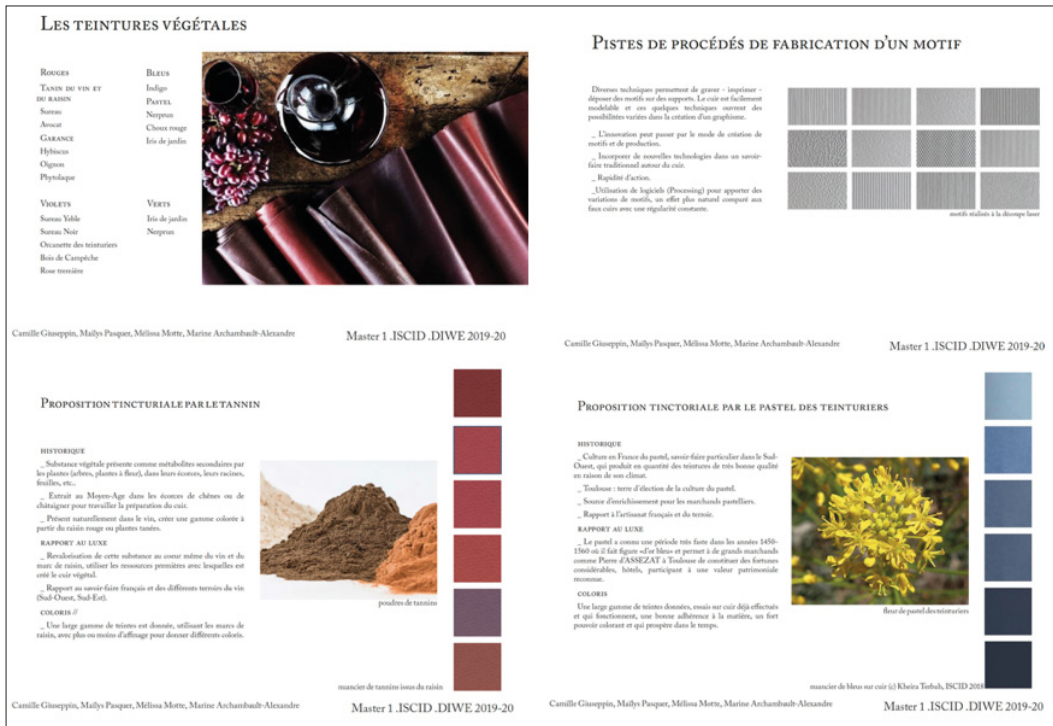 LES TEINTURES VÉGÉTALES
ROUGES
TANIN DU VIN ET
DU RAISIN
Sureau
Avocat
GARANCE
Hybiscus
Oignon
Phytolaque
BLEUS
Indigo
PASTEL
Nerprun
Choux rouge
Iris de jardin
VIOLETS
Sureau Yeble
Sureau Noir
Orcanette des teinturiers
Bois de Campêche
Rose tremière
VERTS
Iris de jardin
Nerprun
Camille Giuseppin, Maïlys Pasquer, Mélissa Motte, Marine Archambault-Alexandre
Master 1 .ISCID .DIWE 2019-20
PISTES DE PROCÉDÉS DE FABRICATION D'UN MOTIF
Diverses techniques permettent de graver - imprimer -
déposer des motifs sur des supports. Le cuir est facilement
modelable et ces quelques techniques ouvrent des
possibilités variées dans la création d'un graphisme.
_ L'innovation peut passer par le mode de création de
motifs et de production.
_ Incorporer de nouvelles technologies dans un savoir-
faire traditionnel autour du cuir.
_ Rapidité d'action.
_Utilisation de logiciels (Processing) pour apporter des
variations de motifs, un effet plus naturel comparé aux
faux cuirs avec une régularité constante.
motifs réalisés à la découpe laser
Camille Giuseppin, Maïlys Pasquer, Mélissa Motte, Marine Archambault-Alexandre
Master 1 .ISCID .DIWE 2019-20
PROPOSITION TINCTURIALE PAR LE TANNIN
HISTORIQUE
_ Substance végétale présente comme métabolites secondaires par
les plantes (arbres, plantes à fleur), dans leurs écorces, leurs racines,
feuilles, etc..
_ Extrait au Moyen-Age dans les écorces de chênes ou de
châtaigner pour travailler la préparation du cuir.
_ Présent naturellement dans le vin, créer une gamme colorée à
partir du raisin rouge ou plantes tanées.
RAPPORT AU LUXE
_ Revalorisation de cette substance au coeur même du vin et du
marc de raisin, utiliser les ressources premières avec lesquelles est
créé le cuir végétal.
_ Rapport au savoir-faire français et des différents terroirs du vin
(Sud-Ouest, Sud-Est).
COLORIS //
_ Une large gamme de teintes est donnée, utilisant les marcs de
raisin, avec plus ou moins d'affinage pour donner différents coloris.
poudres de tannins
nuancier de tannins issus du raisin
Camille Giuseppin, Maïlys Pasquer, Mélissa Motte, Marine Archambault-Alexandre
Master 1 .ISCID .DIWE 2019-20
PROPOSITION TINCTORIALE PAR LE PASTEL DES TEINTURIERS
HISTORIQUE
_ Culture en France du pastel, savoir-faire particulier dans le Sud-
Ouest, qui produit en quantité des teintures de très bonne qualité
en raison de son climat.
_ Toulouse : terre d'élection de la culture du pastel.
_ Source d'enrichissement pour les marchands pastelliers.
_ Rapport à l'artisanat français et du terroir.
RAPPORT AU LUXE
_ Le pastel a connu une période très faste dans les années 1450-
1560 où il fait figure «d'or bleu» et permet à de grands marchands
comme Pierre d'ASSEZAT à Toulouse de constituer des fortunes
considérables, hôtels, participant à une valeur patrimoniale
reconnue.
COLORIS
Une large gamme de teintes données, essais sur cuir déjà effectués
et qui fonctionnent, une bonne adhérence à la matière, un fort
pouvoir colorant et qui prospère dans le temps.
fleur de pastel des teinturiers
nuancier de bleus sur cuir (c) Kheira Terbah, ISCID 2018
Camille Giuseppin, Maïlys Pasquer, Mélissa Motte, Marine Archambault-Alexandre
Master 1 .ISCID .DIWE 2019-20